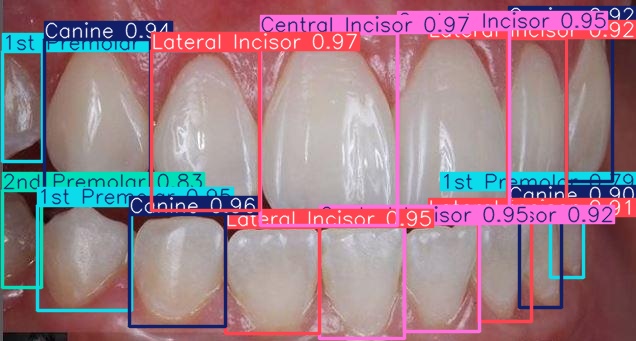 1st Premolar
Canine 0.94
Lateral Incisor 0.97
Central Incisor 0.97
Incisor 0.95
Lateral Incisor 0.92
0.92
2nd Premolar 0.83
1st Premolar 0.95
Canine 0.96
Lateral Incisor 0.95
Incisor 0.95
0.92
1st Premolar 0.79
Canine 0.90
0.91